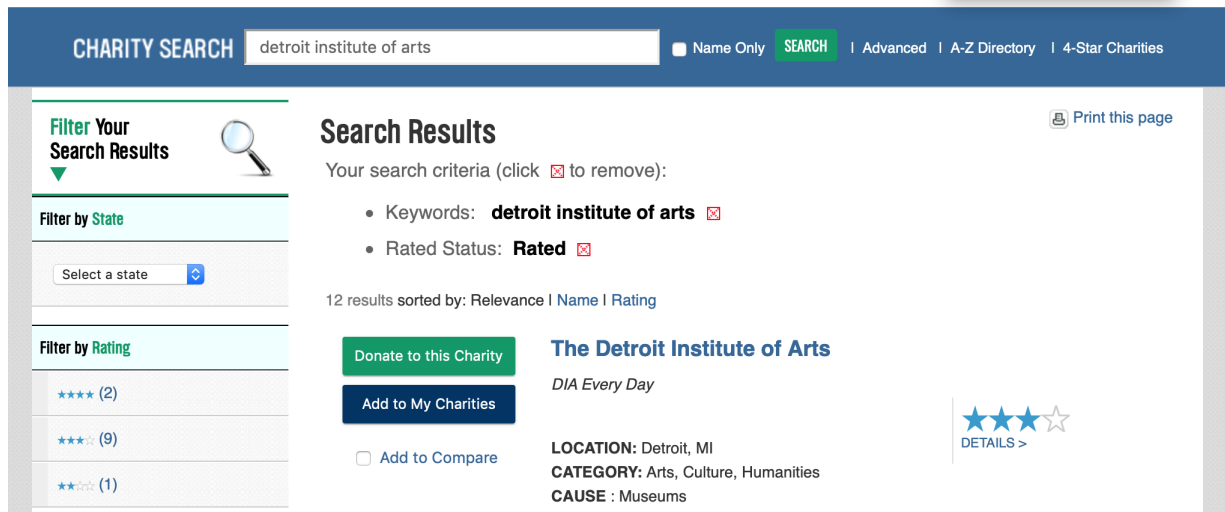 CHARITY SEARCH detroit institute of arts Name Only SEARCH | Advanced | A-Z Directory | 4-Star Charities
Filter Your
Search Results
Filter by State
Select a state
Filter by Rating
(2)
(9)
(1)
Print this page
Search Results
Your search criteria (click to remove):
• Keywords: detroit institute of arts
• Rated Status: Rated
12 results sorted by: Relevance | Name | Rating
Donate to this Charity
Add to My Charities
Add to Compare
The Detroit Institute of Arts
DIA Every Day
LOCATION: Detroit, MI
CATEGORY: Arts, Culture, Humanities
CAUSE : Museums
DETAILS >